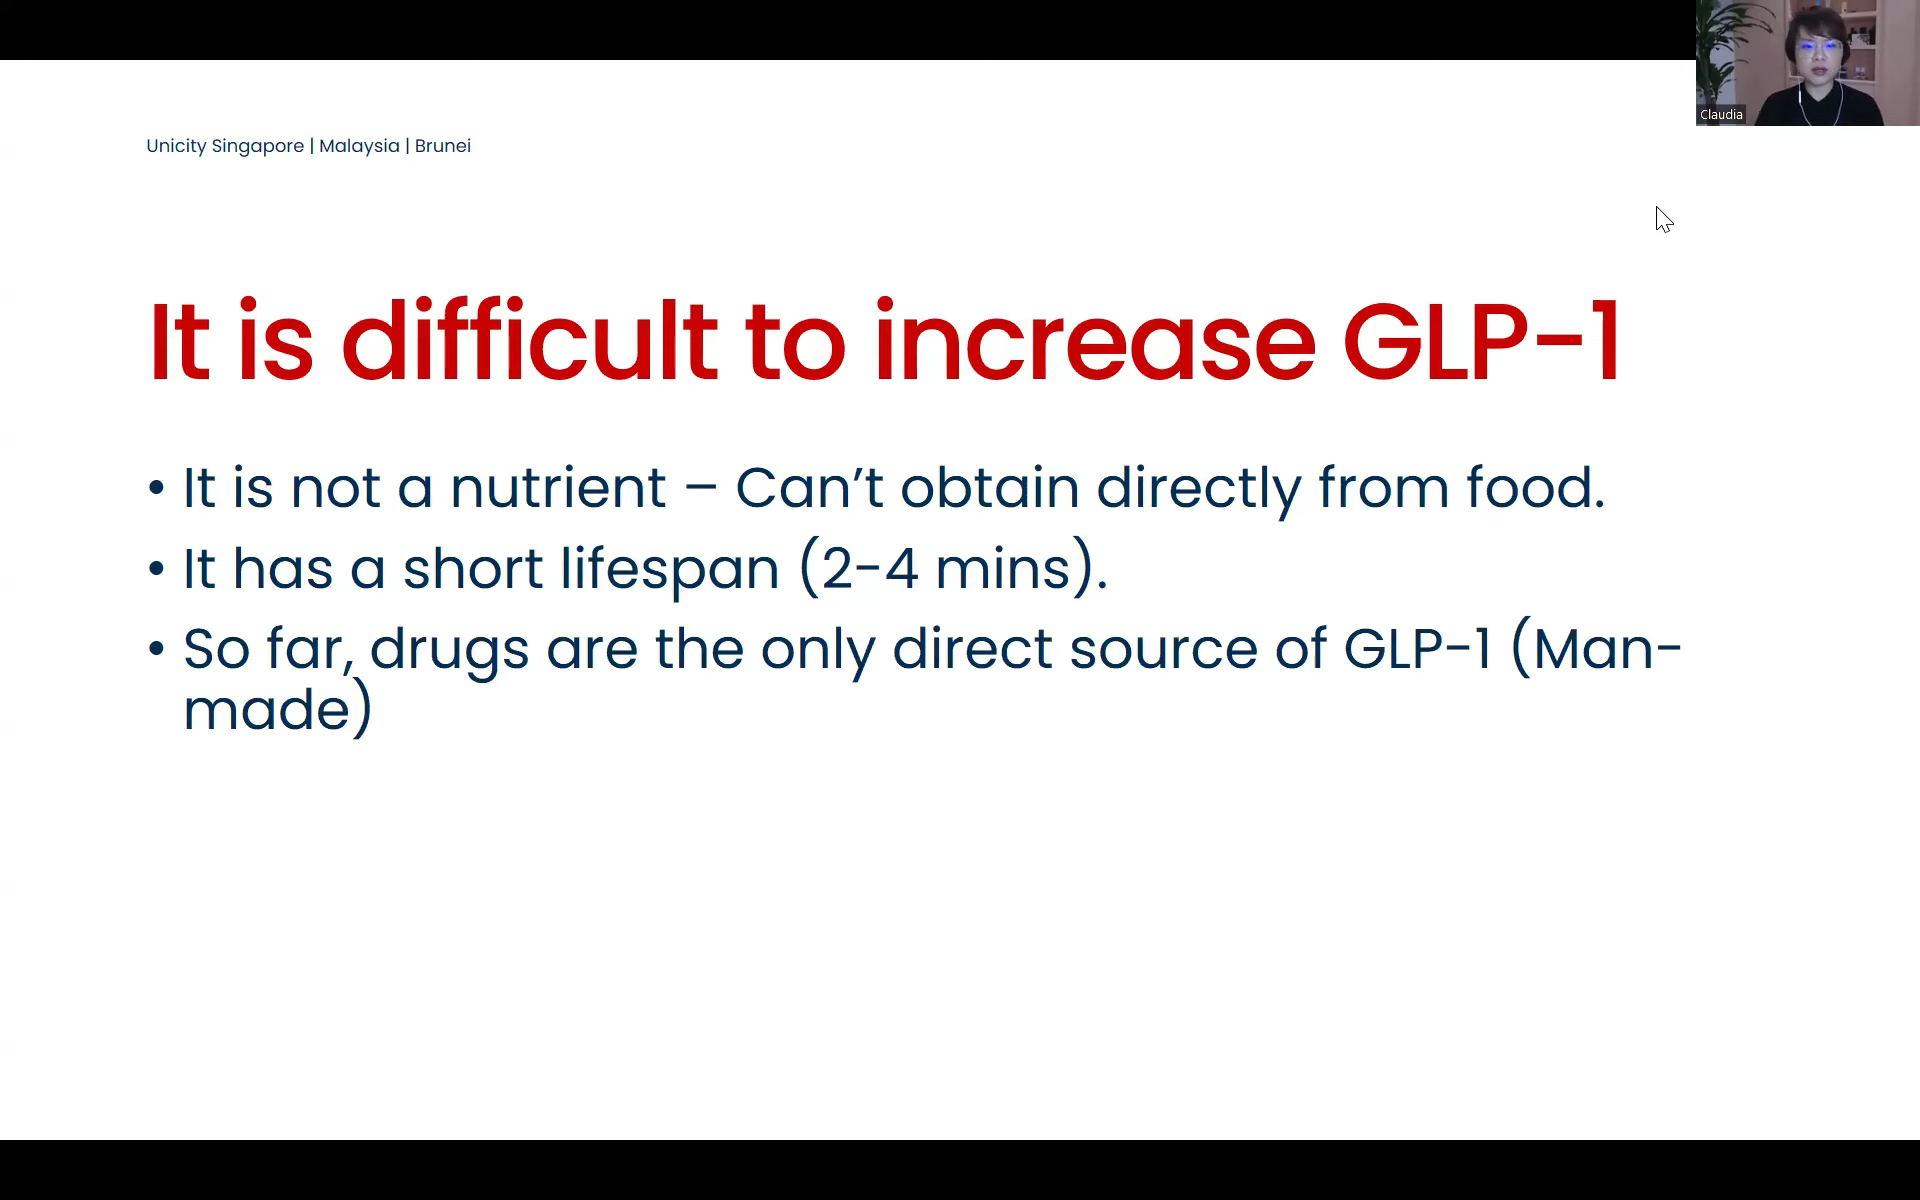 Claudia
Unicity Singapore | Malaysia | Brunei
It is difficult to increase GLP-1
• It is not a nutrient – Can’t obtain directly from food.
• It has a short lifespan (2-4 mins).
• So far, drugs are the only direct source of GLP-1 (Man-
made)